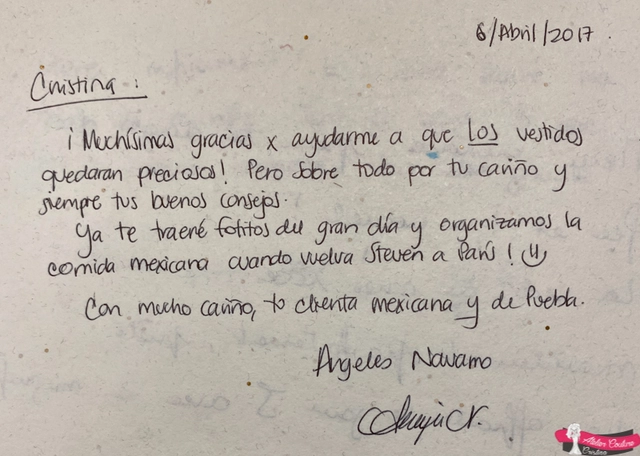 6/Abril/2017.
Cristina:
¡Muchísimas gracias x ayudarme a que los vestidos
quedaran preciosos! Pero sobre todo por tu cariño y
siempre tus buenos consejos.
Ya te traeré fotitos del gran día y organizamos la
comida mexicana cuando vuelva Steven a París!
Con mucho cariño, tu clienta mexicana y de Puebla.
Angeles Navarro
Atelier Couture
Cristina